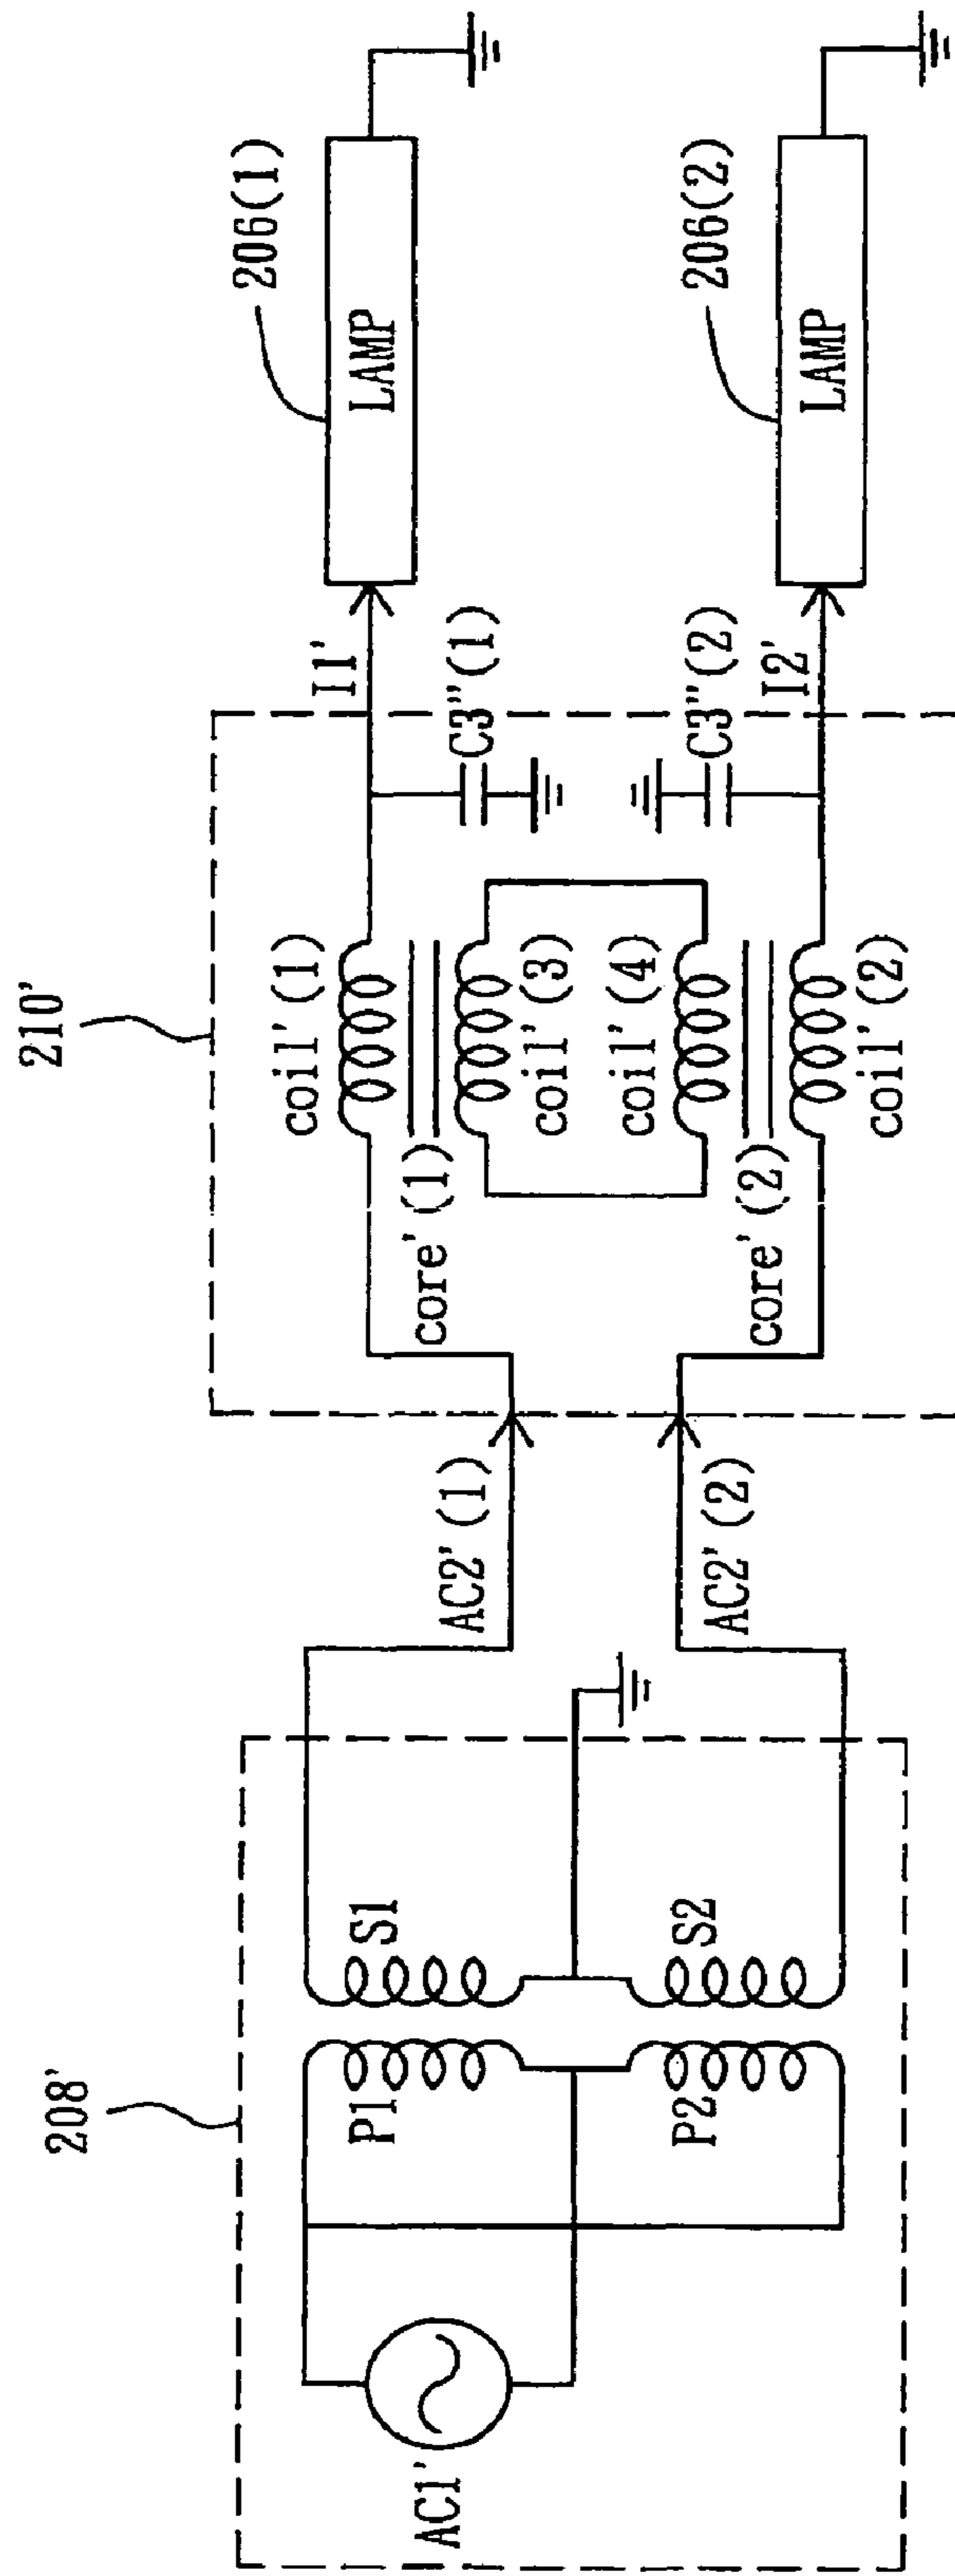 208'
AC1'
P1
S1
P2
S2
AC2'(1)
AC2'(2)
210'
coil'(1)
core'(1)
coil'(3)
coil'(4)
core'(2)
coil'(2)
C3"(1)
C3"(2)
I1'
I2'
206(1)
LAMP
206(2)
LAMP